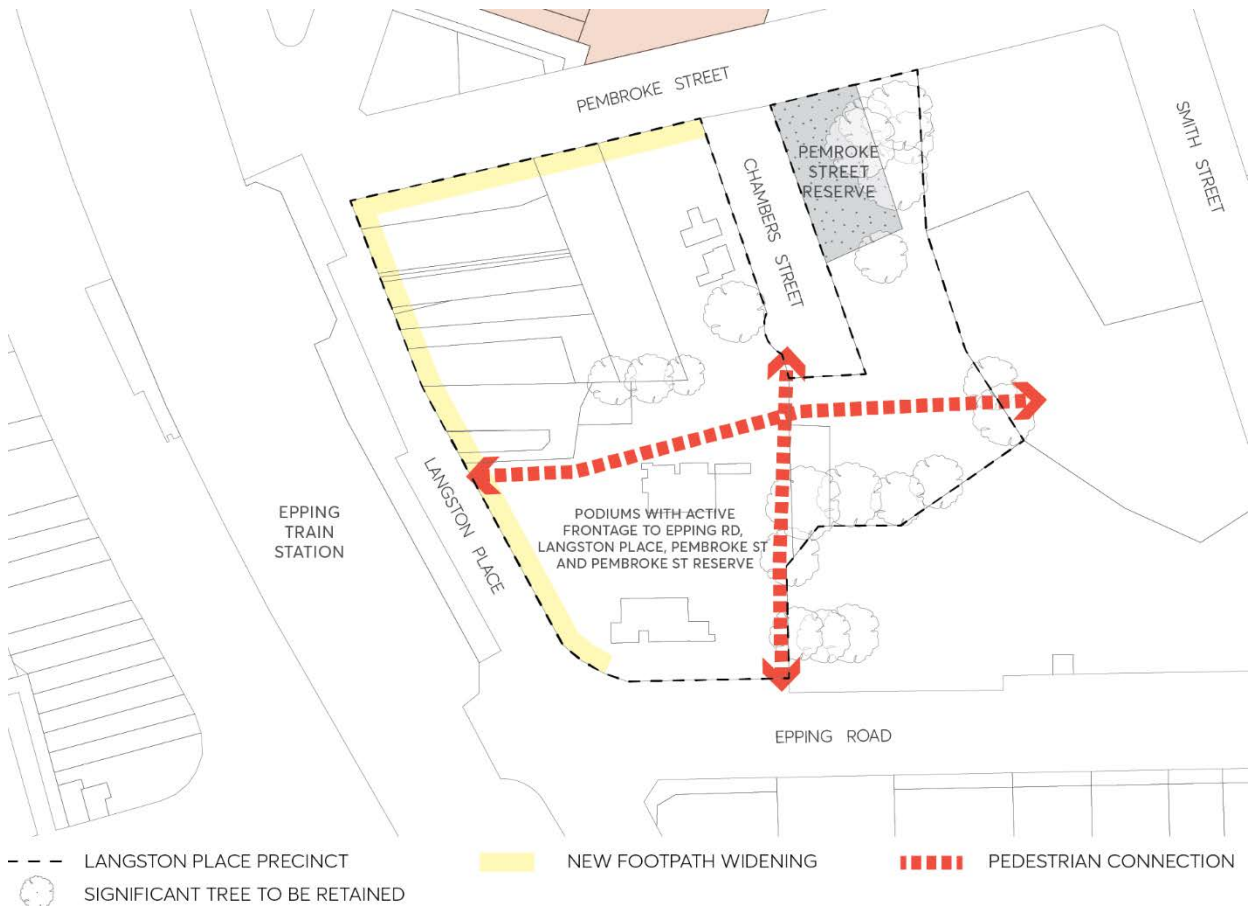 PEMBROKE STREET
SMITH STREET
PEMROKE
STREET
RESERVE
CHAMBERS STREET
LANGSTON PLACE
EPPING
TRAIN
STATION
PODIUMS WITH ACTIVE
FRONTAGE TO EPPING RD,
LANGSTON PLACE, PEMBROKE ST
AND PEMBROKE ST RESERVE
EPPING ROAD
LANGSTON PLACE PRECINCT
NEW FOOTPATH WIDENING
PEDESTRIAN CONNECTION
SIGNIFICANT TREE TO BE RETAINED